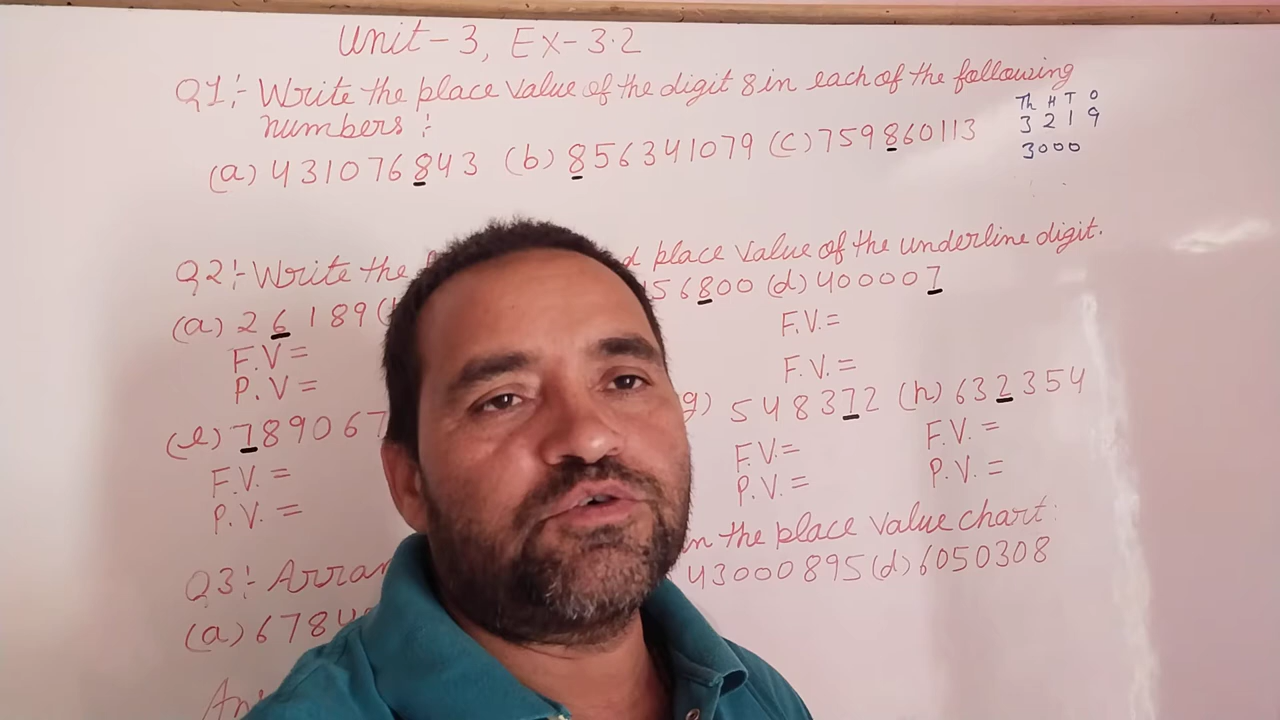 Unit-3, Ex-3.2
Q1:- Write the place value of the digit 8 in each of the following
numbers :
Th H T O
3 2 1 9
3000
(a) 431076843 (b) 856341079 (c) 759860113
Q2:- Write the place value of the underline digit.
(a) 26189 56800 (d) 400007
F.V= F.V.=
P.V= F.V.=
(e) 789067 g) 548372 (h) 632354
F.V.= F.V.= F.V.=
P.V.= P.V.= P.V.=
Q3:- in the place value chart:
(a) 678 43000895 (d) 6050308